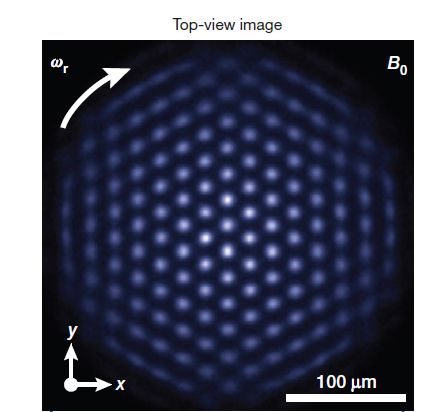 Top-view image
ωr
B0
y
x
100 μm